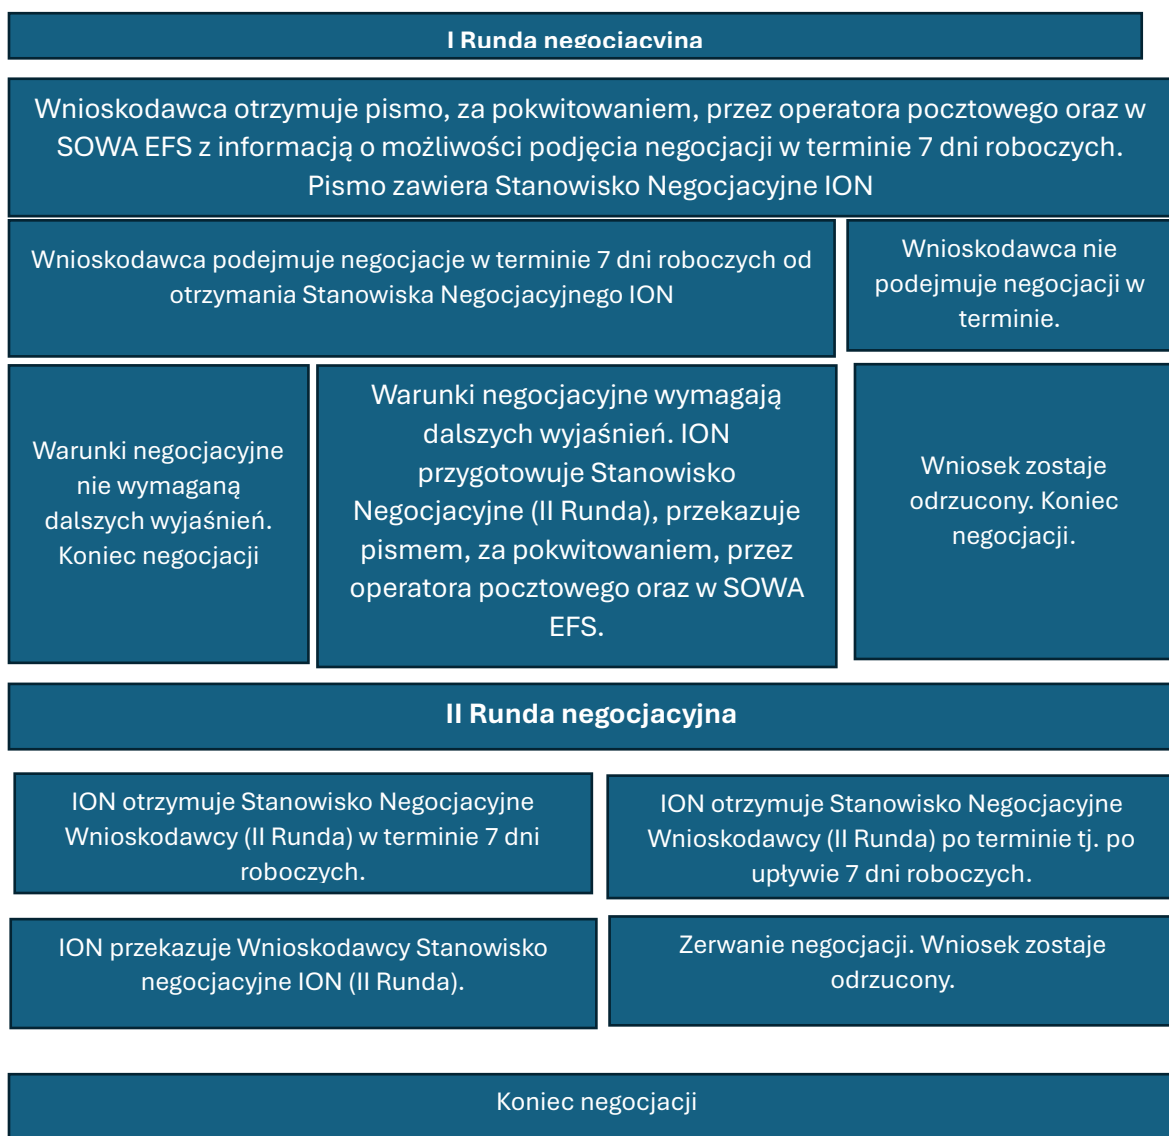 I Runda negocjacyjna
Wnioskodawca otrzymuje pismo, za pokwitowaniem, przez operatora pocztowego oraz w
SOWA EFS z informacją o możliwości podjęcia negocjacji w terminie 7 dni roboczych.
Pismo zawiera Stanowisko Negocjacyjne ION
Wnioskodawca podejmuje negocjacje w terminie 7 dni roboczych od
otrzymania Stanowiska Negocjacyjnego ION
Wnioskodawca nie
podejmuje negocjacji w
terminie.
Warunki negocjacyjne
nie wymaganą
dalszych wyjaśnień.
Koniec negocjacji
Warunki negocjacyjne wymagają
dalszych wyjaśnień. ION
przygotowuje Stanowisko
Negocjacyjne (II Runda), przekazuje
pismem, za pokwitowaniem, przez
operatora pocztowego oraz w SOWA
EFS.
Wniosek zostaje
odrzucony. Koniec
negocjacji.
II Runda negocjacyjna
ION otrzymuje Stanowisko Negocjacyjne
Wnioskodawcy (II Runda) w terminie 7 dni
roboczych.
ION otrzymuje Stanowisko Negocjacyjne
Wnioskodawcy (II Runda) po terminie tj. po
upływie 7 dni roboczych.
ION przekazuje Wnioskodawcy Stanowisko
negocjacyjne ION (II Runda).
Zerwanie negocjacji. Wniosek zostaje
odrzucony.
Koniec negocjacji